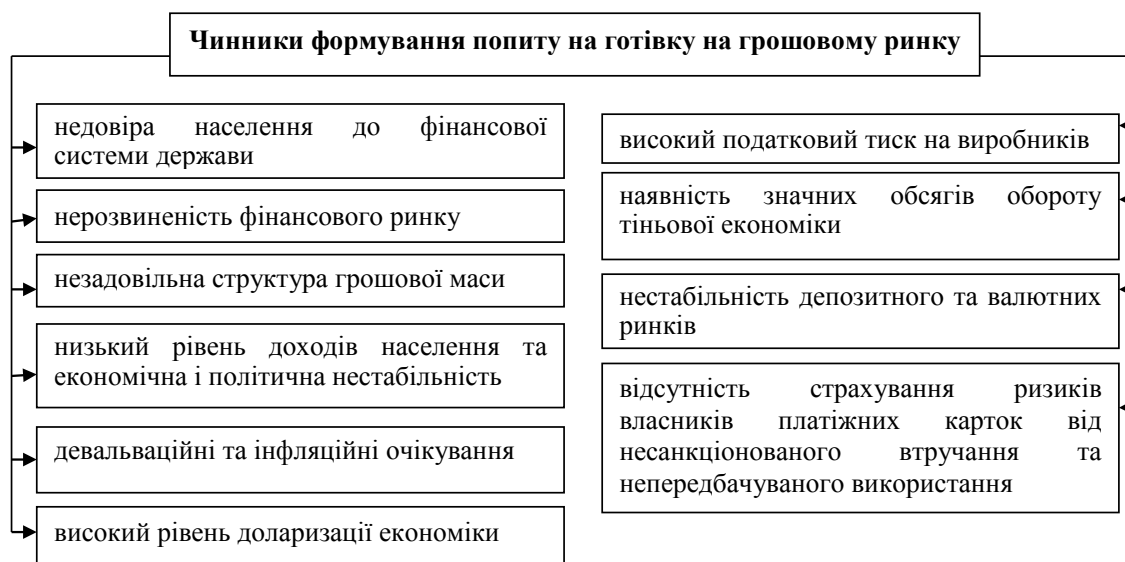 Чинники формування попиту на готівку на грошовому ринку
недовіра населення до фінансової
системи держави
нерозвиненість фінансового ринку
незадовільна структура грошової маси
низький рівень доходів населення та
економічна і політична нестабільність
девальваційні та інфляційні очікування
високий рівень доларизації економіки
високий податковий тиск на виробників
наявність значних обсягів обороту
тіньової економіки
нестабільність депозитного та валютних
ринків
відсутність страхування ризиків
власників платіжних карток від
несанкціонованого втручання та
непередбачуваного використання